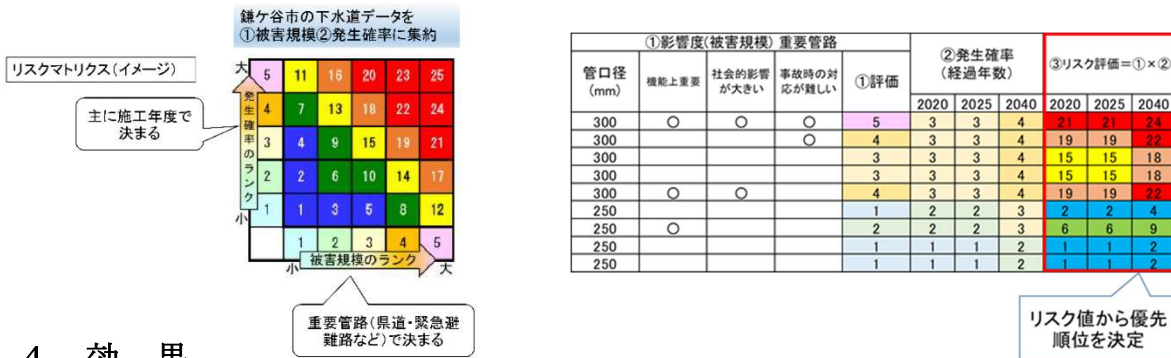 鎌ケ谷市の下水道データを
①被害規模②発生確率に集約
リスクマトリクス(イメージ)
主に施工年度で
決まる
大
発生確率のランク
小
5 11 16 20 23 25
4 7 13 18 22 24
3 4 9 15 19 21
2 2 6 10 14 17
1 1 3 5 8 12
1 2 3 4 5
小 被害規模のランク 大
重要管路(県道・緊急避
難路など)で決まる
①影響度(被害規模) 重要管路 ②発生確率 ③リスク評価=①×②
管口径 機能上重要 社会的影響 事故時の対 ①評価 (経過年数)
(mm) が大きい 応が難しい
2020 2025 2040 2020 2025 2040
300 ○ ○ ○ 5 3 3 4 21 21 24
300 ○ 4 3 3 4 19 19 22
300 3 3 3 4 15 15 18
300 3 3 3 4 15 15 18
300 ○ ○ 4 3 3 4 19 19 22
250 1 2 2 3 2 2 4
250 ○ 2 2 2 3 6 6 9
250 1 1 1 2 1 1 2
250 1 1 1 2 1 1 2
リスク値から優先
順位を決定
4 効 果